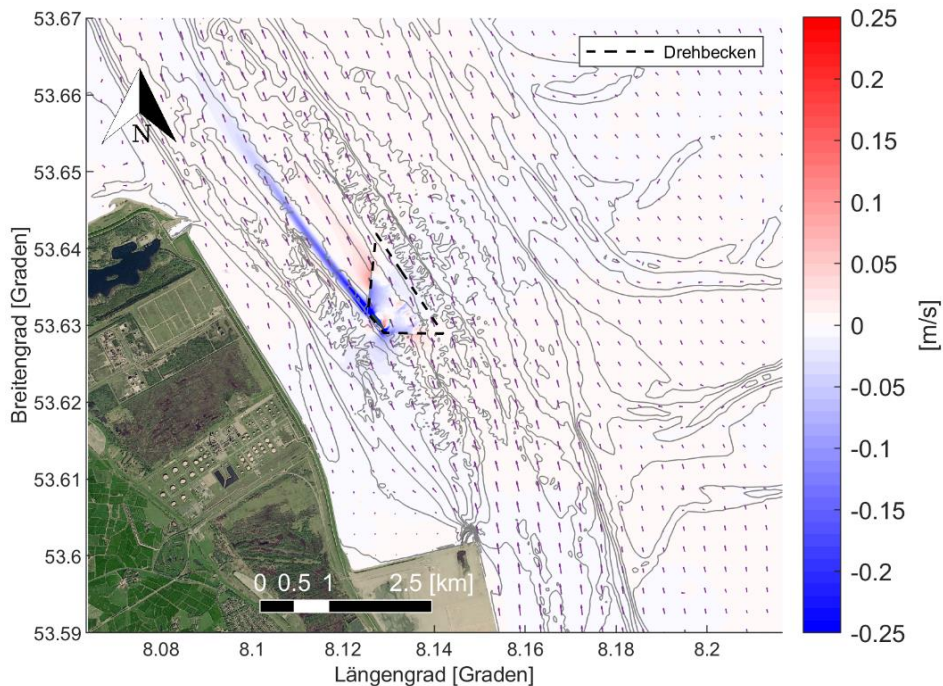 53.67
53.66
53.65
53.64
53.63
53.62
53.61
53.6
53.59
Breitengrad [Graden]
N
Drehbecken
0 0.5 1 2.5 [km]
8.08 8.1 8.12 8.14 8.16 8.18 8.2
Längengrad [Graden]
0.25
0.2
0.15
0.1
0.05
0
-0.05
-0.1
-0.15
-0.2
-0.25
[m/s]